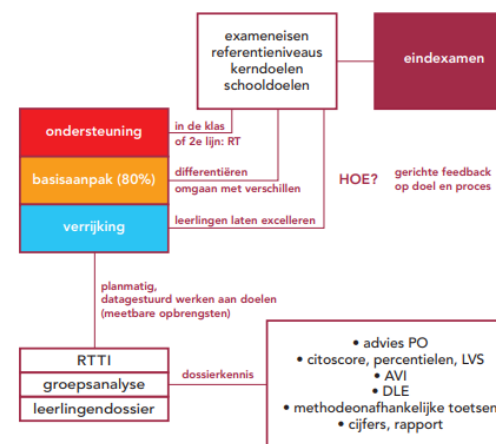 exameneisen
referentieniveaus
kerndoelen
schooldoelen
eindexamen
ondersteuning
in de klas
of 2e lijn: RT
basisaanpak (80%)
differentiëren
omgaan met verschillen
HOE?
gerichte feedback
op doel en proces
verrijking
leerlingen laten excelleren
planmatig,
datagestuurd werken aan doelen
(meetbare opbrengsten)
RTTI
groepsanalyse
leerlingendossier
dossierkennis
• advies PO
• citoscore, percentielen, LVS
• AVI
• DLE
• methodeonafhankelijke toetsen
• cijfers, rapport